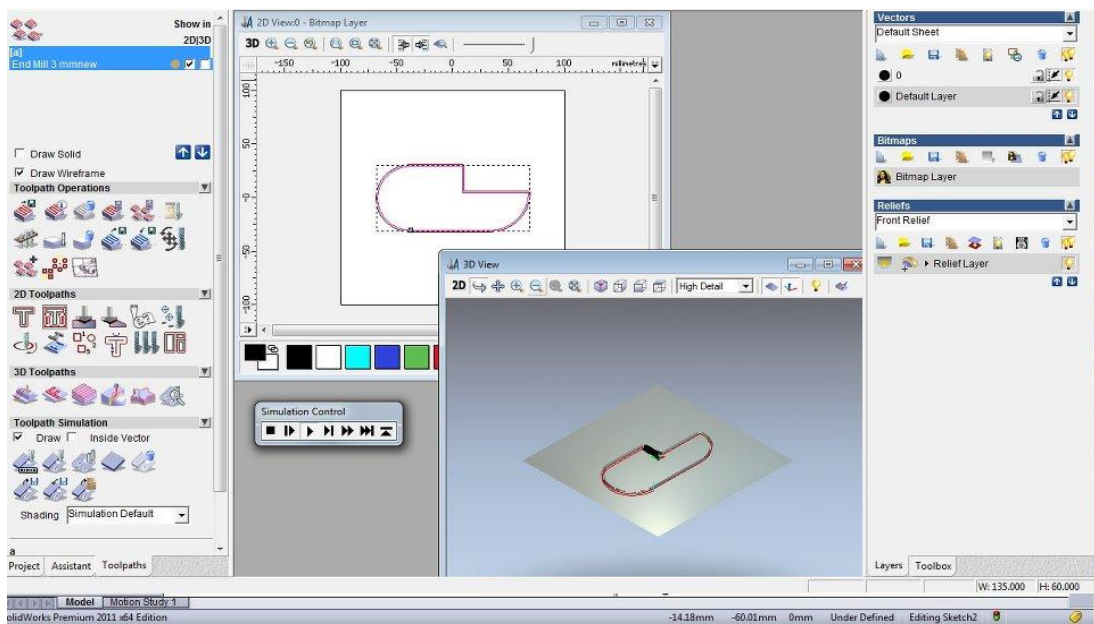 Show in
2D|3D
[a]
End Mill 3 mmnew
Draw Solid
Draw Wireframe
Toolpath Operations
2D Toolpaths
3D Toolpaths
Toolpath Simulation
Draw Inside Vector
Shading Simulation Default
a
Project Assistant Toolpaths
2D View:0 - Bitmap Layer
3D
-150 -100 -50 0 50 100 milimetreh
100
50
0
-50
-100
Simulation Control
3D View
2D High Detail
Vectors
Default Sheet
0
Default Layer
Bitmaps
Bitmap Layer
Reliefs
Front Relief
Relief Layer
Layers Toolbox
W: 135.000 H: 60.000
Model Motion Study 1
olidWorks Premium 2011 x64 Edition -14.18mm -60.01mm 0mm Under Defined Editing Sketch2